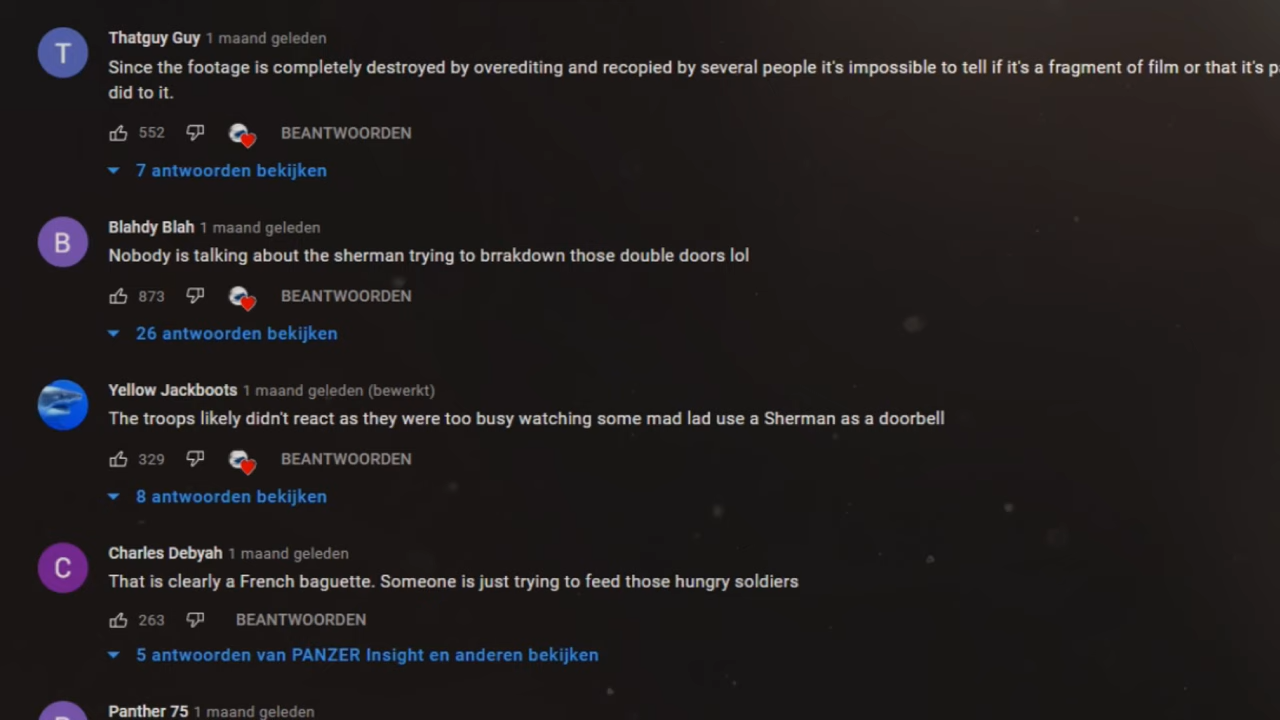 T
Thatguy Guy 1 maand geleden
Since the footage is completely destroyed by overediting and recopied by several people it's impossible to tell if it's a fragment of film or that it's
did to it.
552 BEANTWOORDEN
7 antwoorden bekijken
B
Blahdy Blah 1 maand geleden
Nobody is talking about the sherman trying to brrakdown those double doors lol
873 BEANTWOORDEN
26 antwoorden bekijken
Yellow Jackboots 1 maand geleden (bewerkt)
The troops likely didn't react as they were too busy watching some mad lad use a Sherman as a doorbell
329 BEANTWOORDEN
8 antwoorden bekijken
C
Charles Debyah 1 maand geleden
That is clearly a French baguette. Someone is just trying to feed those hungry soldiers
263 BEANTWOORDEN
5 antwoorden van PANZER Insight en anderen bekijken
Panther 75 1 maand geleden